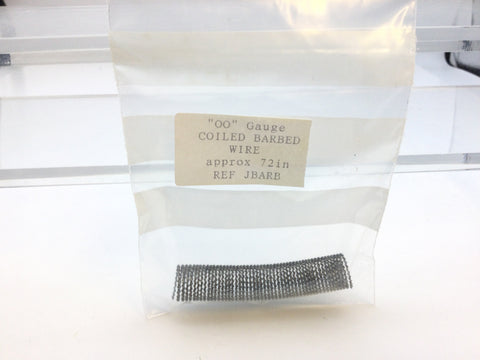 "OO" Gauge
COILED BARBED
WIRE
approx 72in
REF JBARB